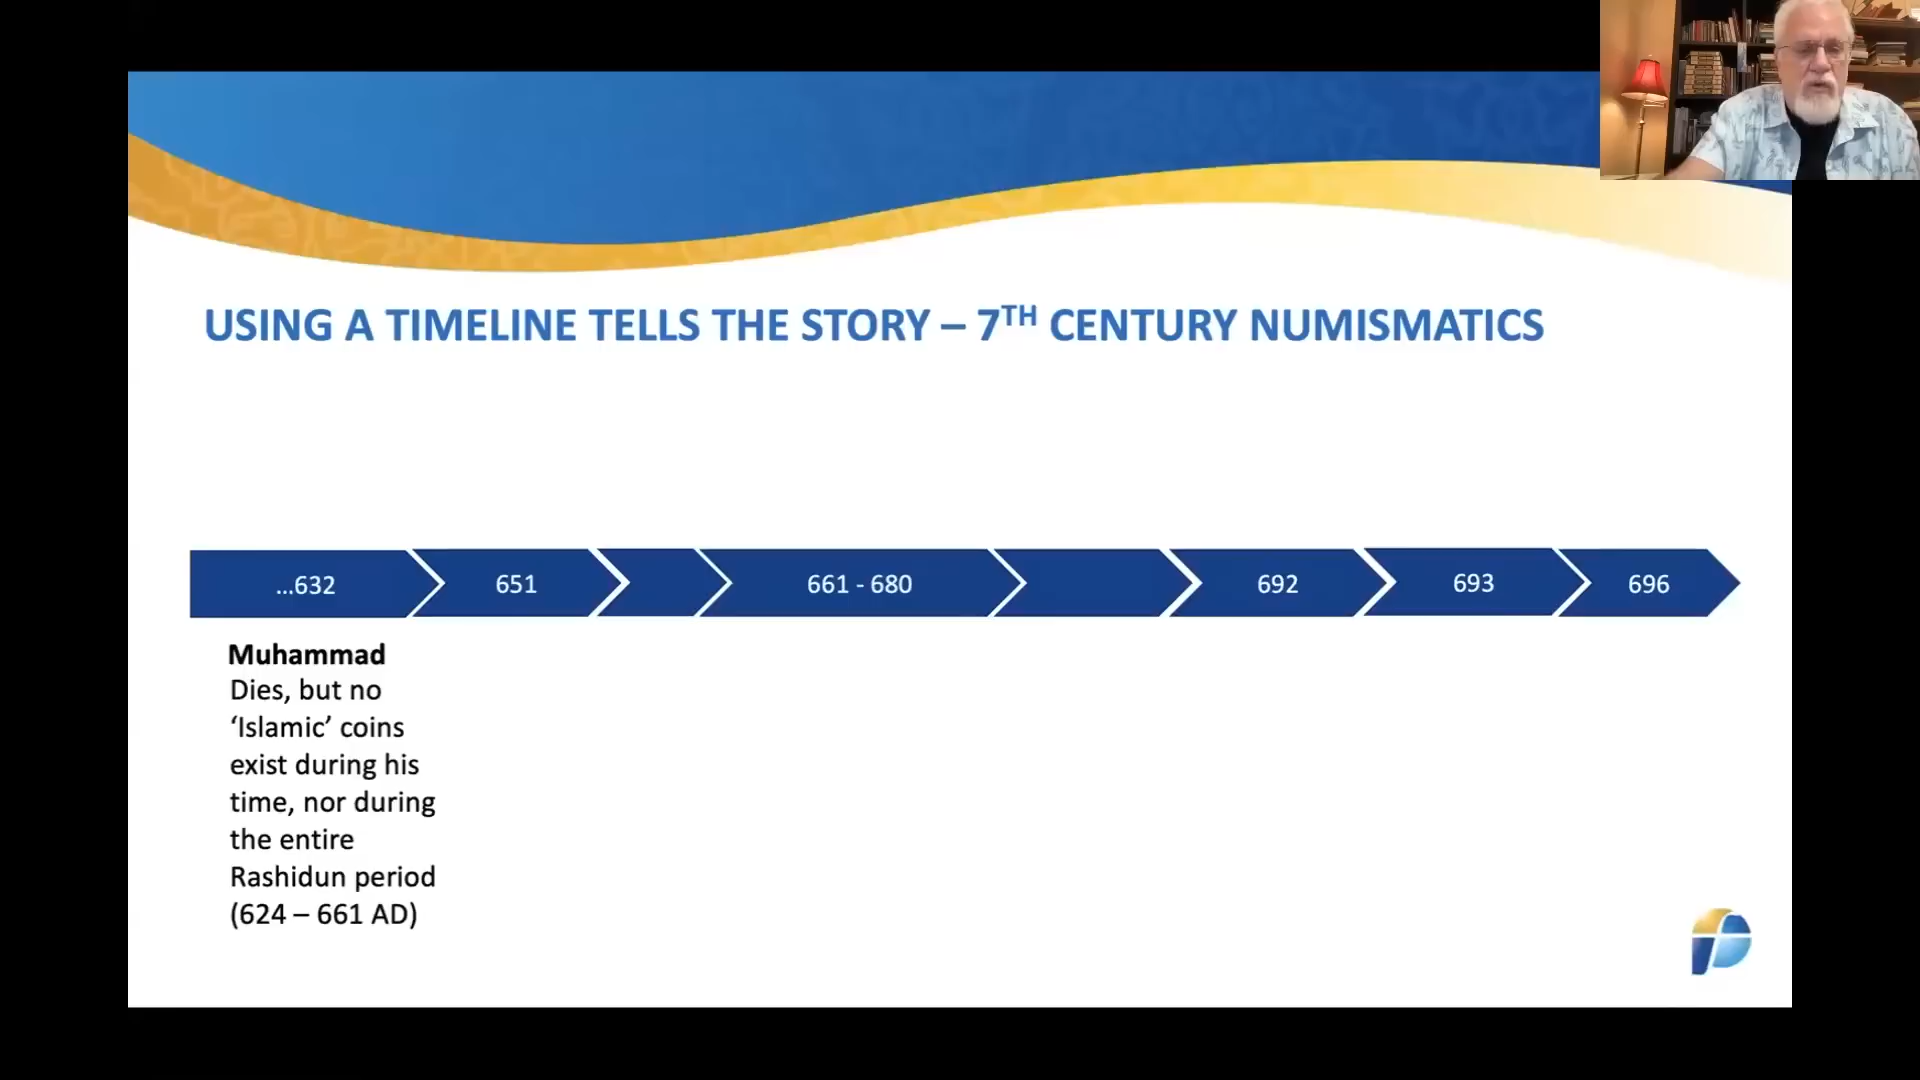 USING A TIMELINE TELLS THE STORY – 7TH CENTURY NUMISMATICS
...632
651
661 - 680
692
693
696
Muhammad
Dies, but no
‘Islamic’ coins
exist during his
time, nor during
the entire
Rashidun period
(624 – 661 AD)